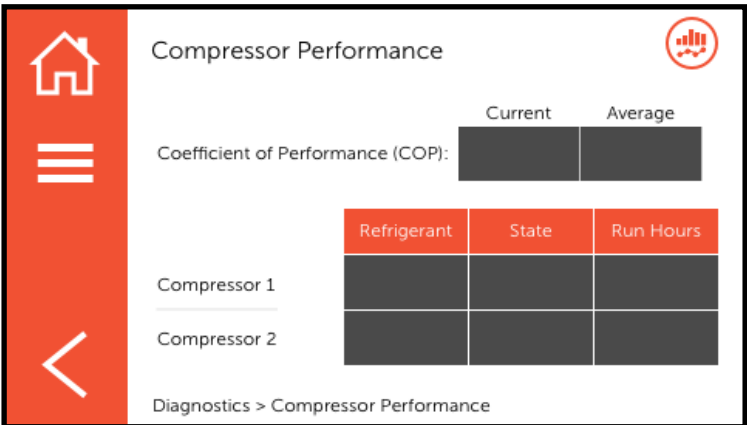 Compressor Performance
Current Average
Coefficient of Performance (COP):
Refrigerant State Run Hours
Compressor 1
Compressor 2
Diagnostics > Compressor Performance